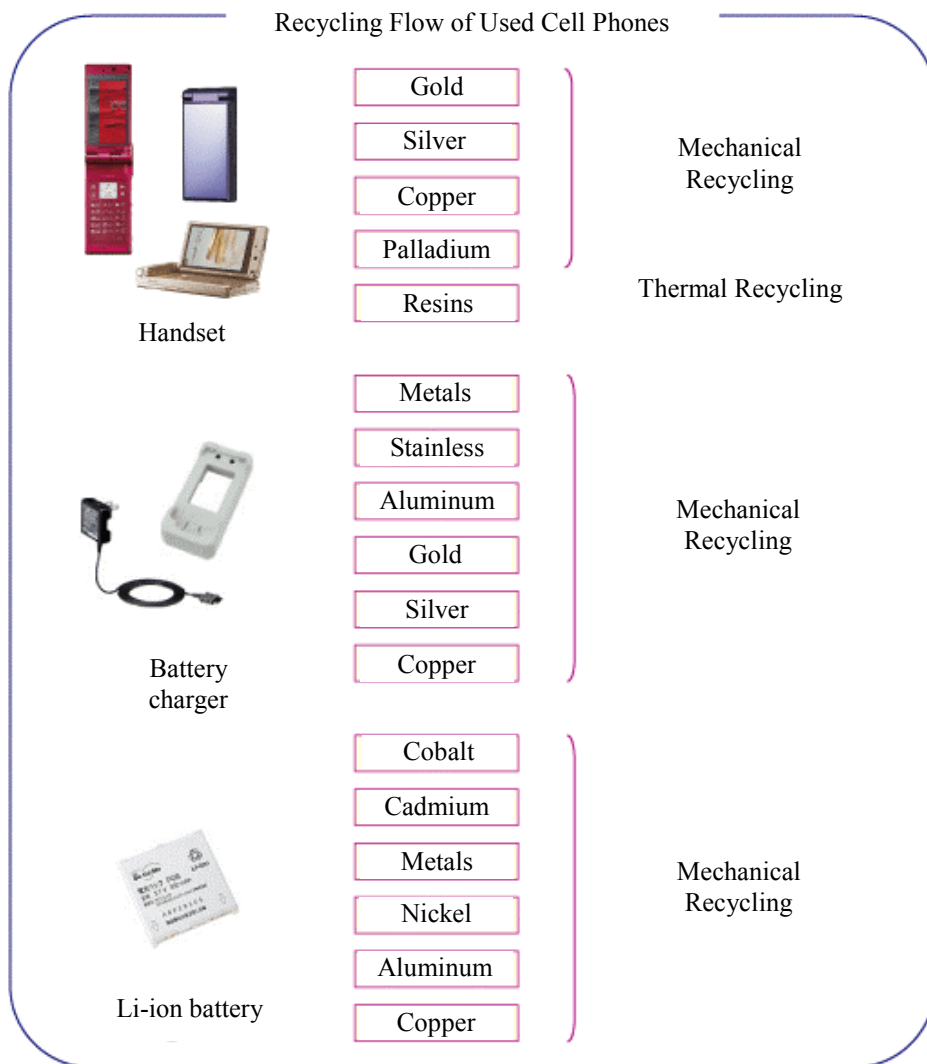 Recycling Flow of Used Cell Phones
Gold
Silver
Copper
Palladium
Resins
Mechanical
Recycling
Thermal Recycling
Handset
Metals
Stainless
Aluminum
Gold
Silver
Copper
Mechanical
Recycling
Battery
charger
Cobalt
Cadmium
Metals
Nickel
Aluminum
Copper
Mechanical
Recycling
Li-ion battery